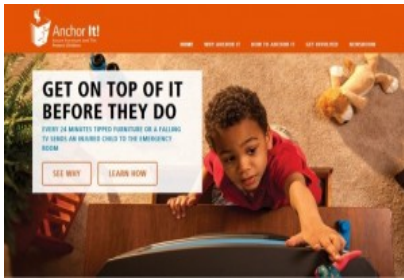 Anchor It!
HOME WHY ANCHOR IT HOW TO ANCHOR IT GET INVOLVED NEWSROOM
GET ON TOP OF IT
BEFORE THEY DO
EVERY 24 MINUTES TIPPED FURNITURE OR A FALLING
TV SENDS AN INJURED CHILD TO THE EMERGENCY
ROOM
SEE WHY
LEARN HOW